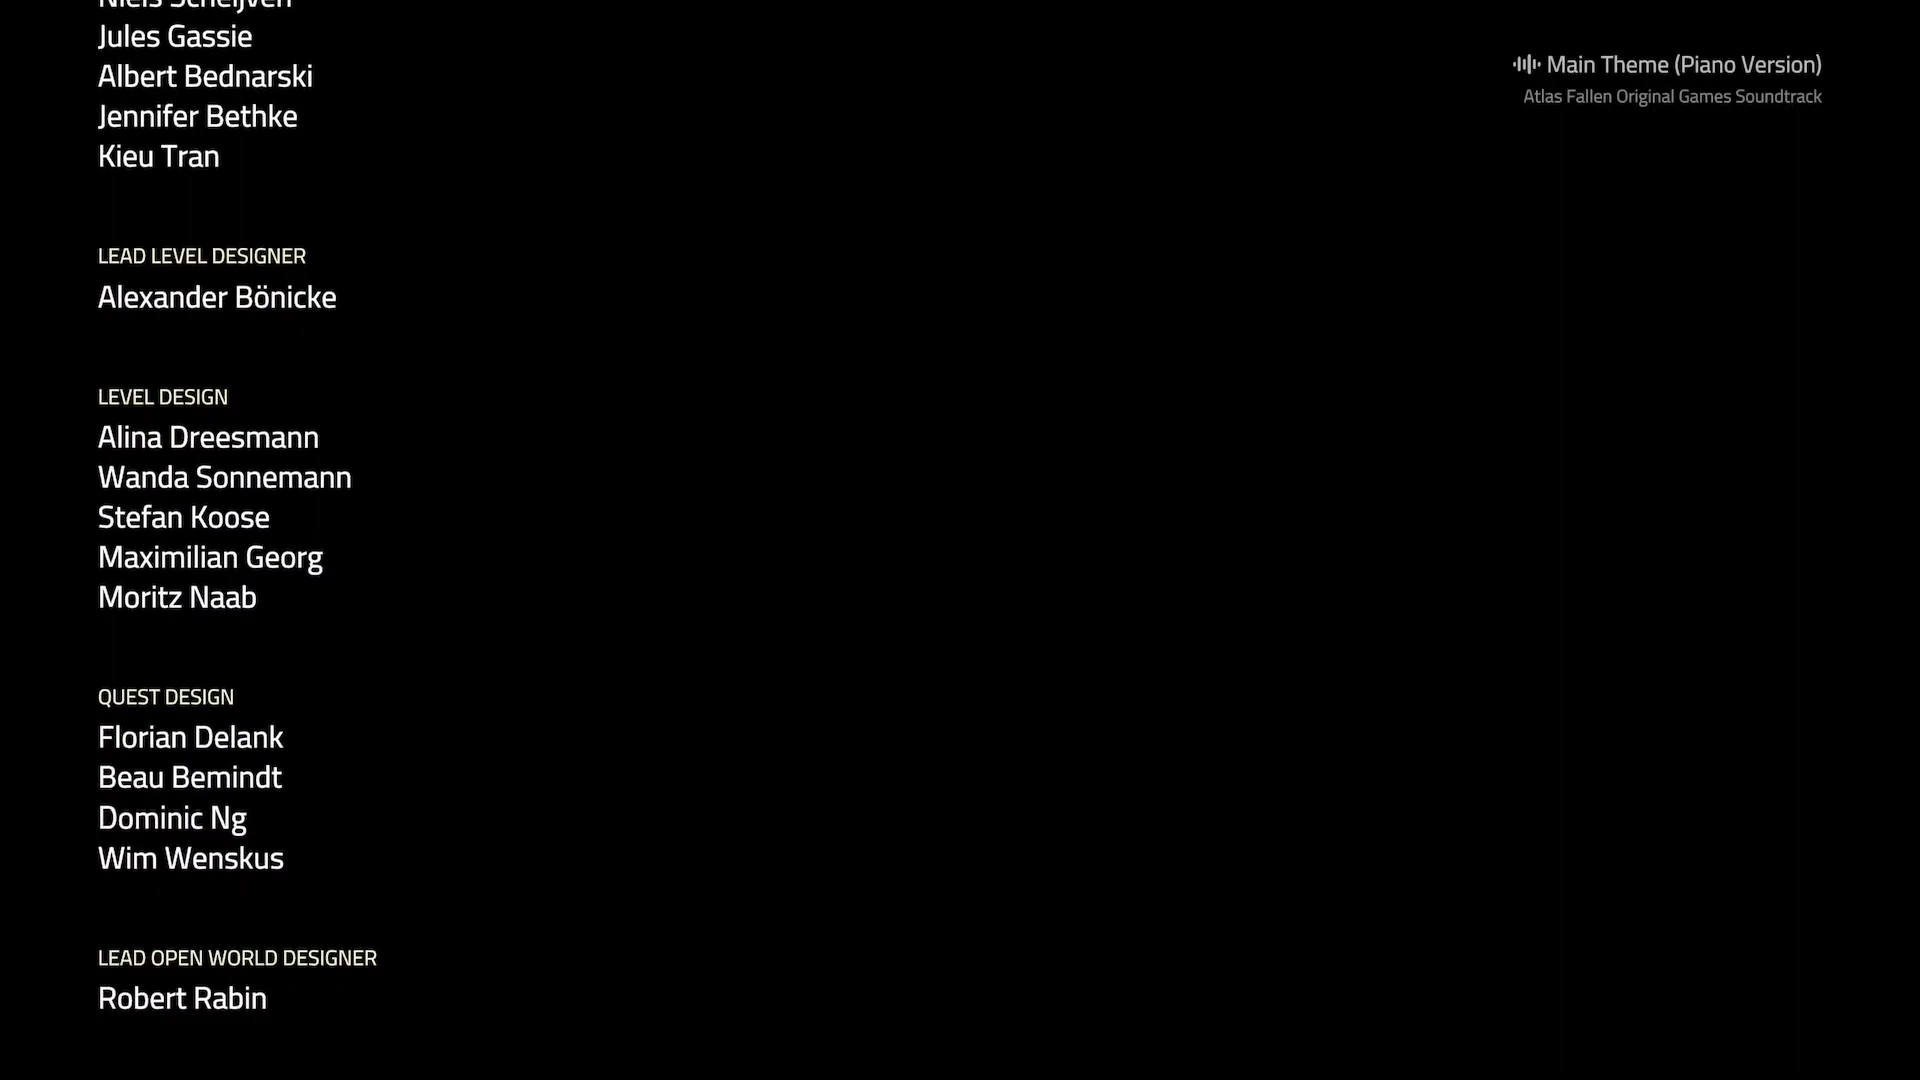 Niels Scheijven
Jules Gassie
Albert Bednarski
Jennifer Bethke
Kieu Tran
Main Theme (Piano Version)
Atlas Fallen Original Games Soundtrack
LEAD LEVEL DESIGNER
Alexander Bönicke
LEVEL DESIGN
Alina Dreesmann
Wanda Sonnemann
Stefan Koose
Maximilian Georg
Moritz Naab
QUEST DESIGN
Florian Delank
Beau Bemindt
Dominic Ng
Wim Wenskus
LEAD OPEN WORLD DESIGNER
Robert Rabin